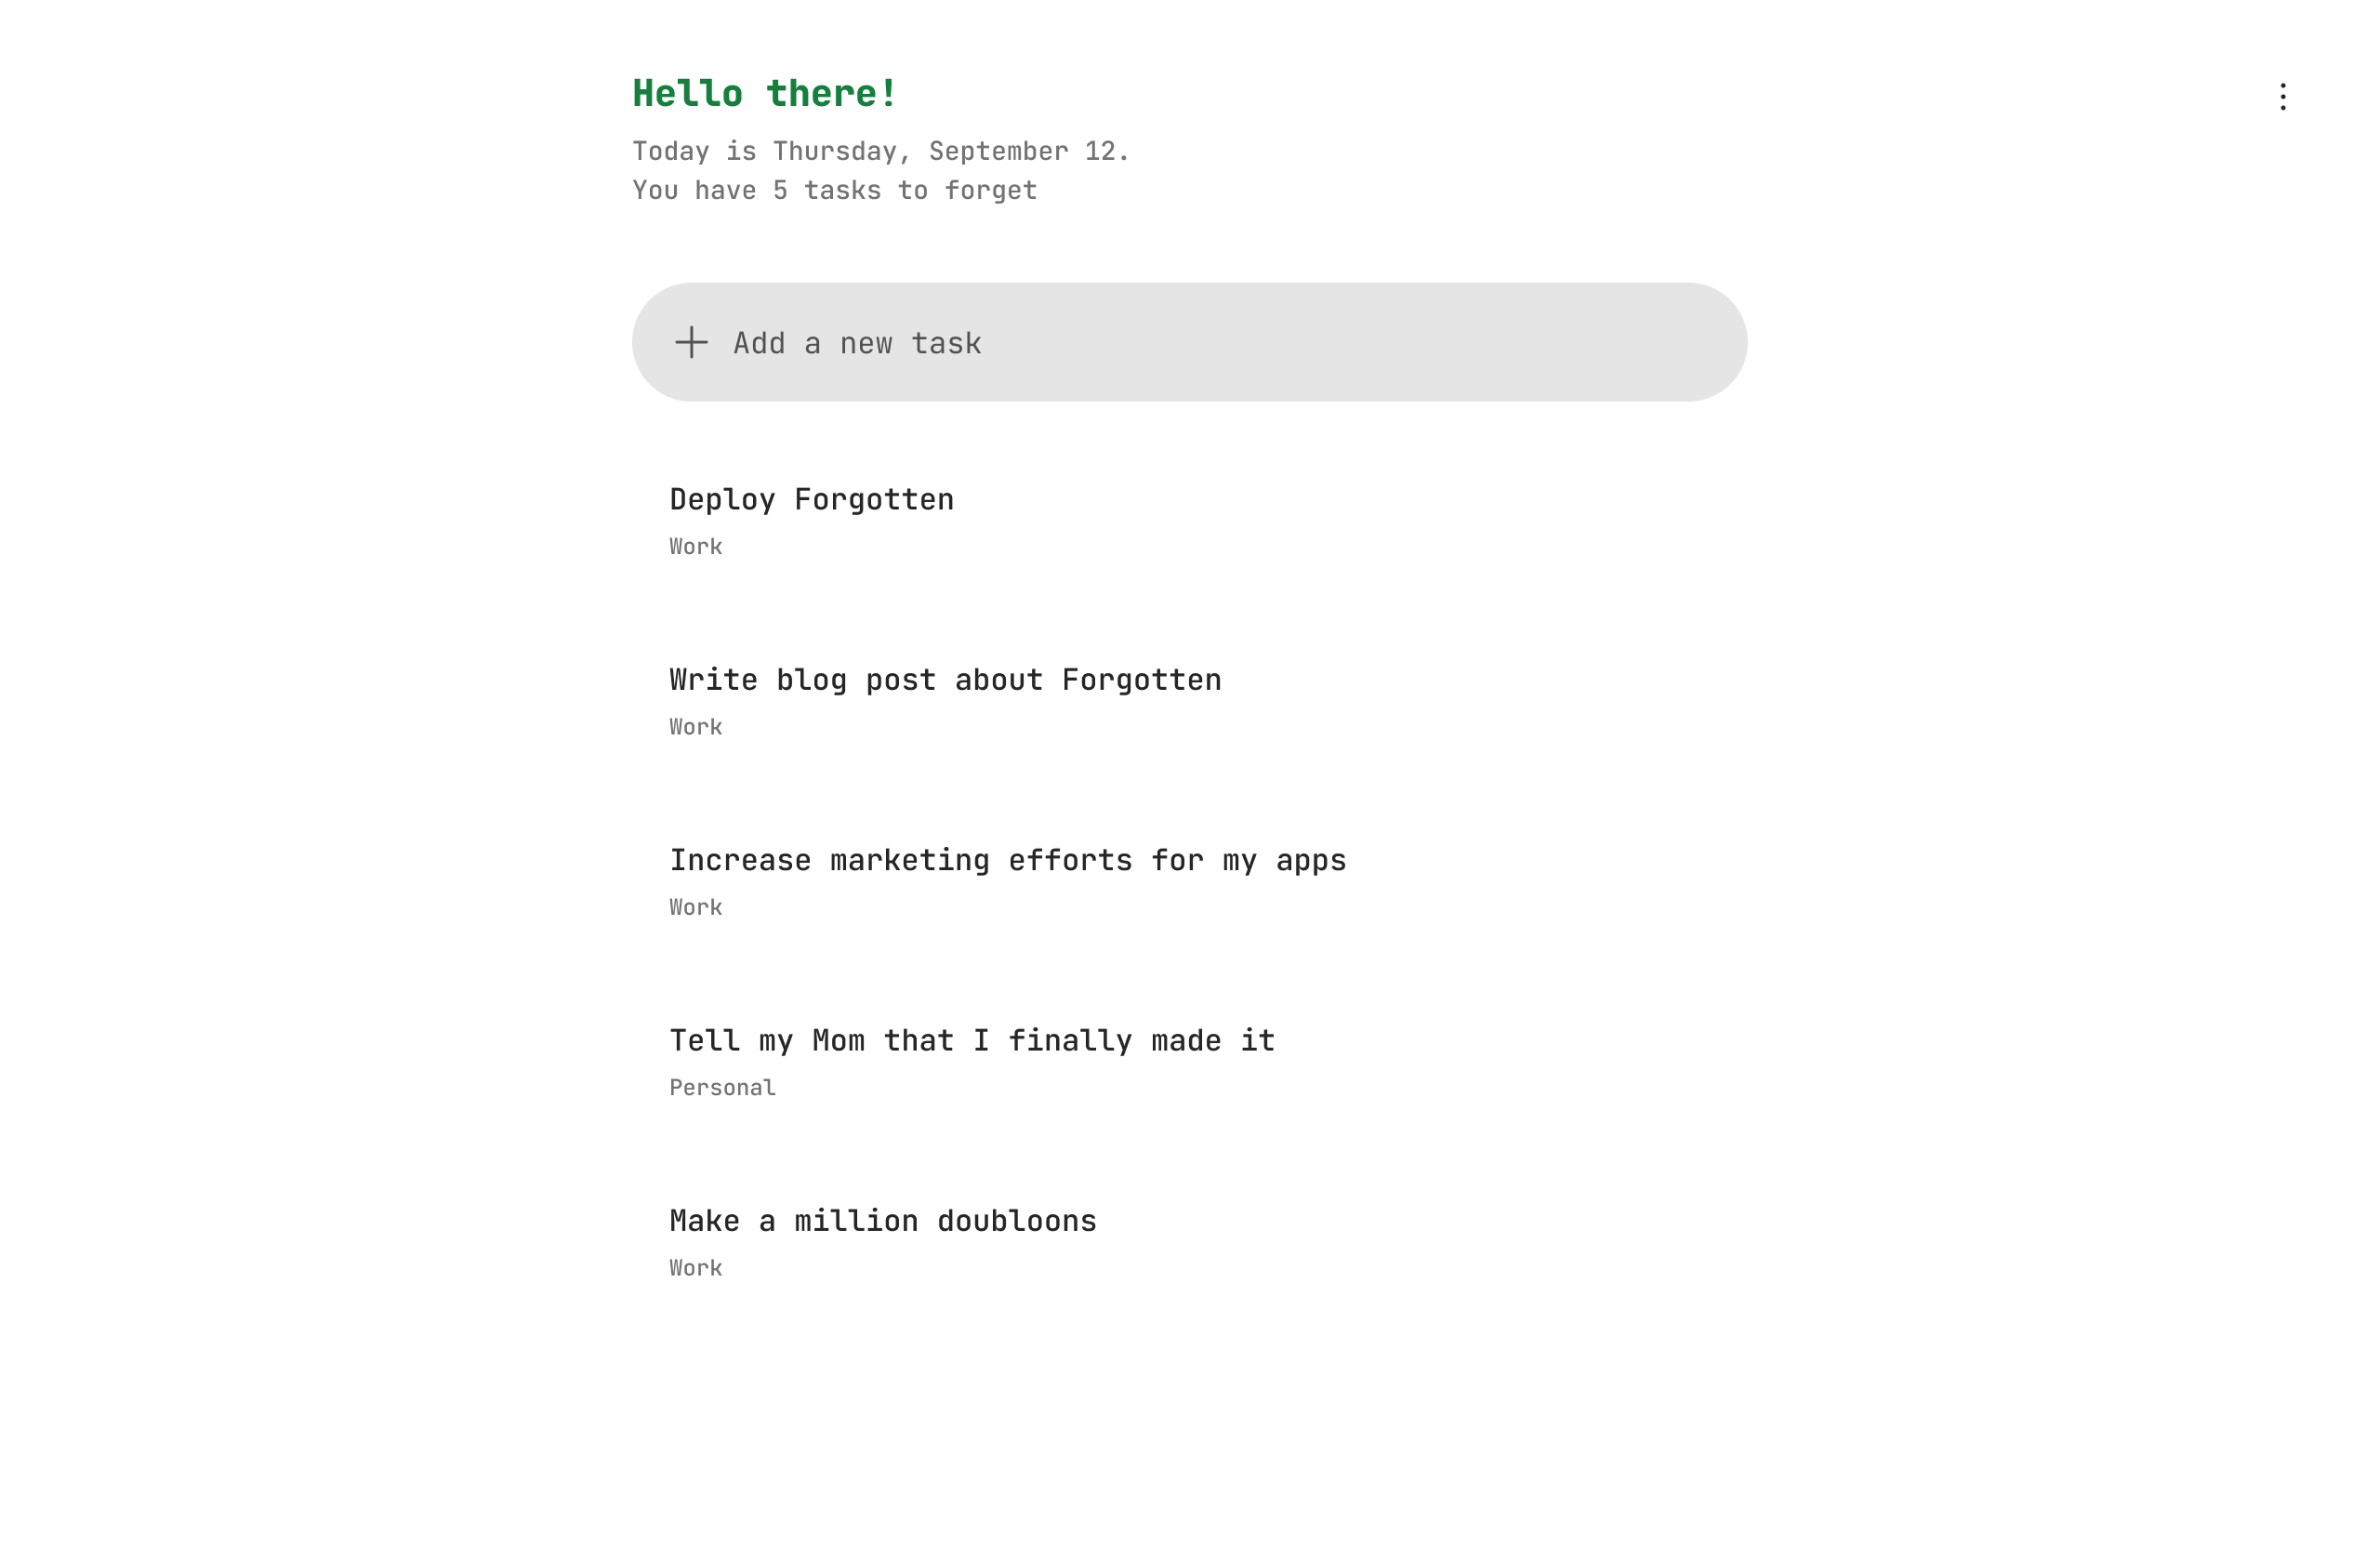 Hello there!
Today is Thursday, September 12.
You have 5 tasks to forget
Add a new task
Deploy Forgotten
Work
Write blog post about Forgotten
Work
Increase marketing efforts for my apps
Work
Tell my Mom that I finally made it
Personal
Make a million doubloons
Work